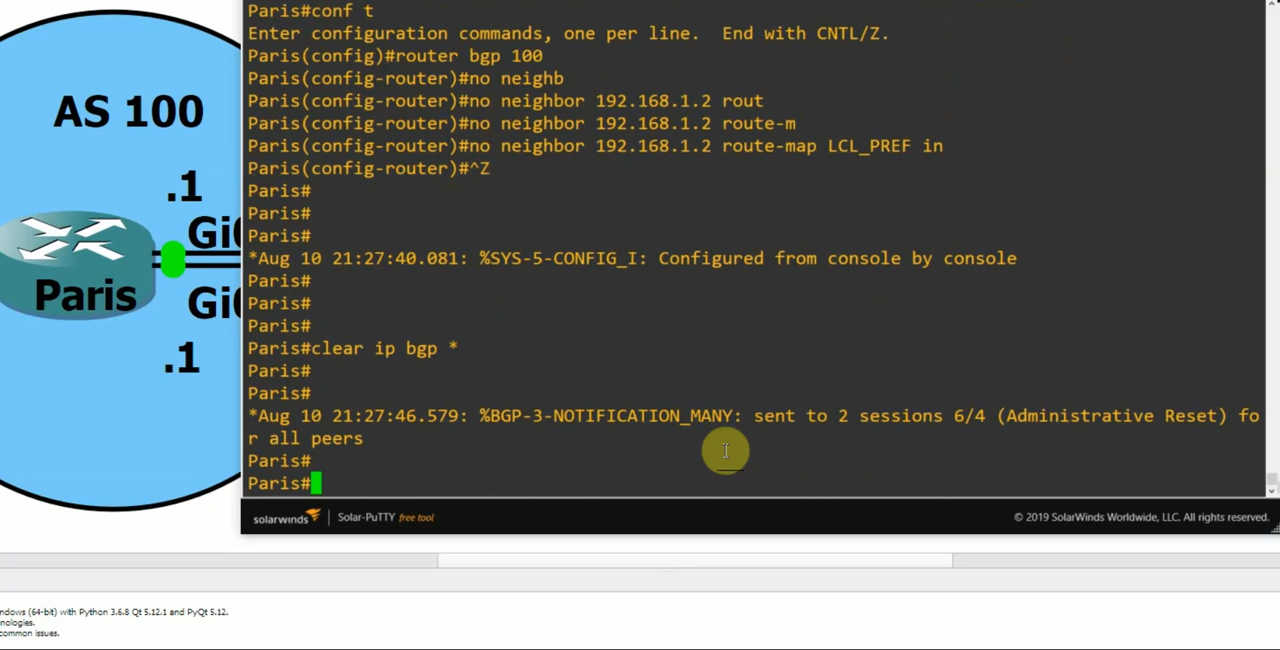 Paris#conf t
Enter configuration commands, one per line.  End with CNTL/Z.
Paris(config)#router bgp 100
Paris(config-router)#no neighb
Paris(config-router)#no neighbor 192.168.1.2 rout
Paris(config-router)#no neighbor 192.168.1.2 route-m
Paris(config-router)#no neighbor 192.168.1.2 route-map LCL_PREF in
Paris(config-router)#^Z
Paris#
Paris#
Paris#
*Aug 10 21:27:40.081: %SYS-5-CONFIG_I: Configured from console by console
Paris#
Paris#
Paris#
Paris#clear ip bgp *
Paris#
Paris#
*Aug 10 21:27:46.579: %BGP-3-NOTIFICATION_MANY: sent to 2 sessions 6/4 (Administrative Reset) fo
r all peers
Paris#
Paris#
AS 100
.1
Gi
Paris
Gi
.1
solarwinds
Solar-PuTTY free tool
© 2019 SolarWinds Worldwide, LLC. All rights reserved.
ndows (64-bit) with Python 3.6.8 Qt 5.12.1 and PyQt 5.12.
nologies.
common issues.